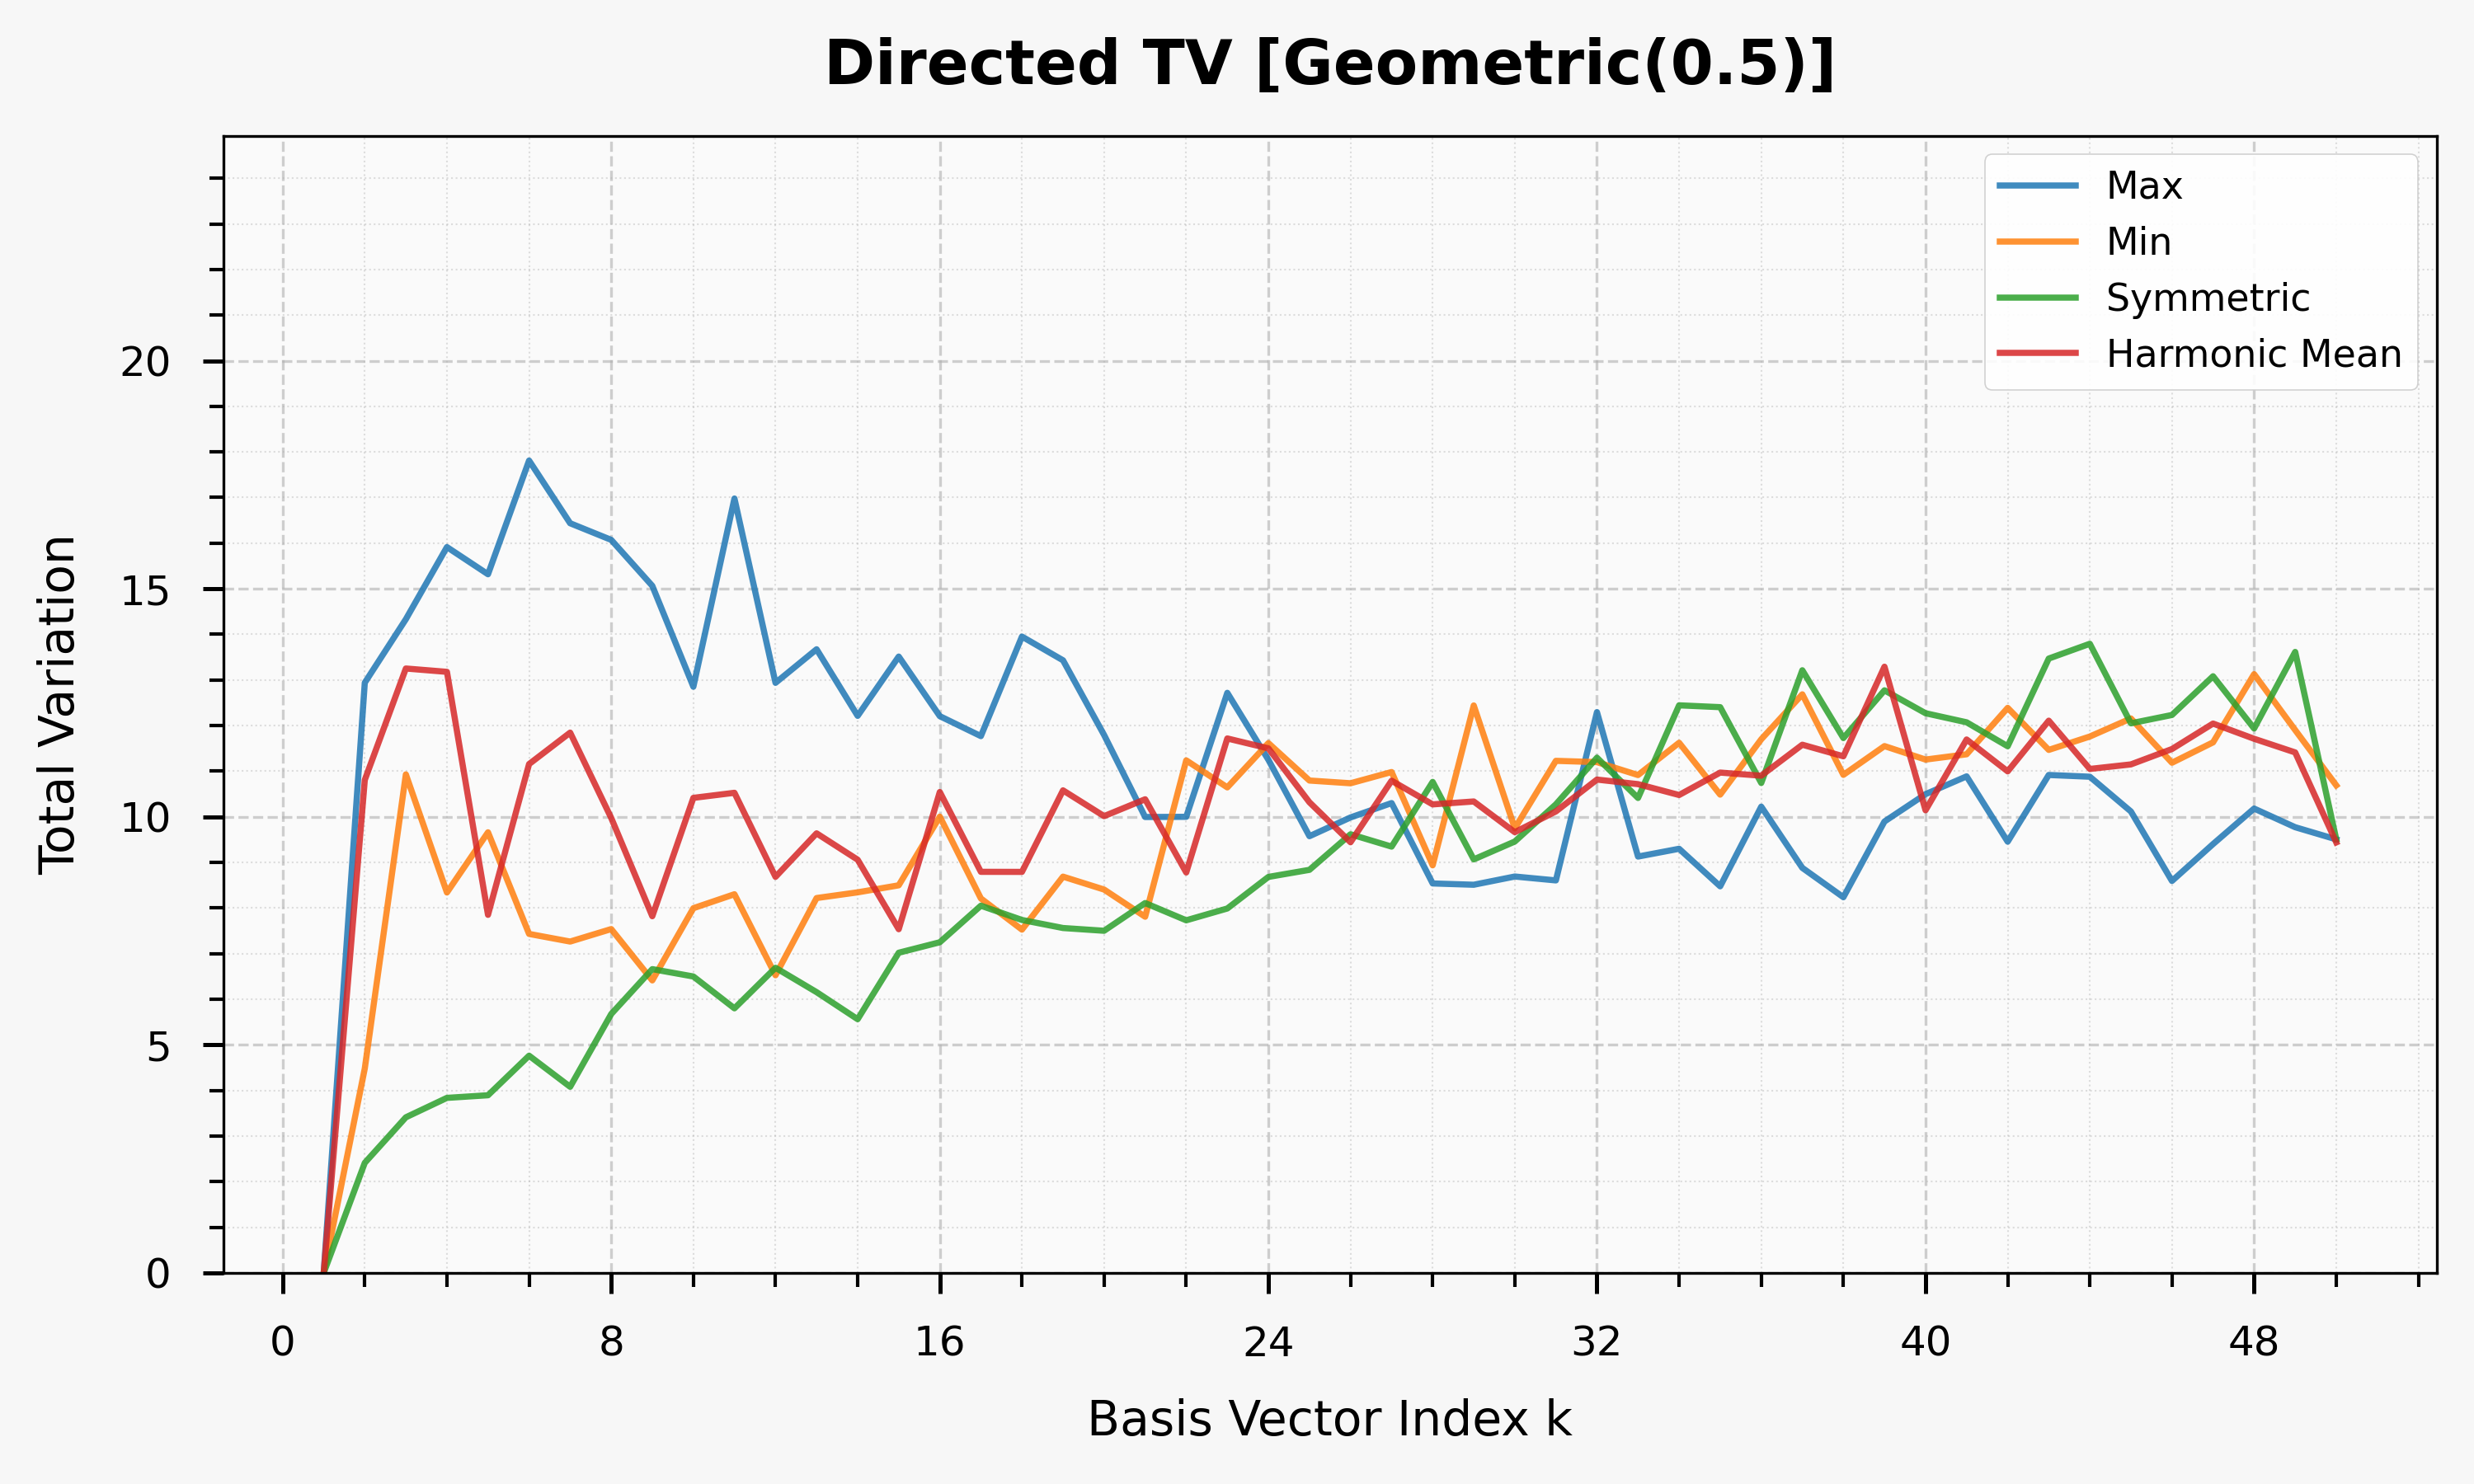 Directed TV [Geometric(0.5)]
Max
Min
Symmetric
Harmonic Mean
Total Variation
20
15
10
5
0
0 8 16 24 32 40 48
Basis Vector Index k